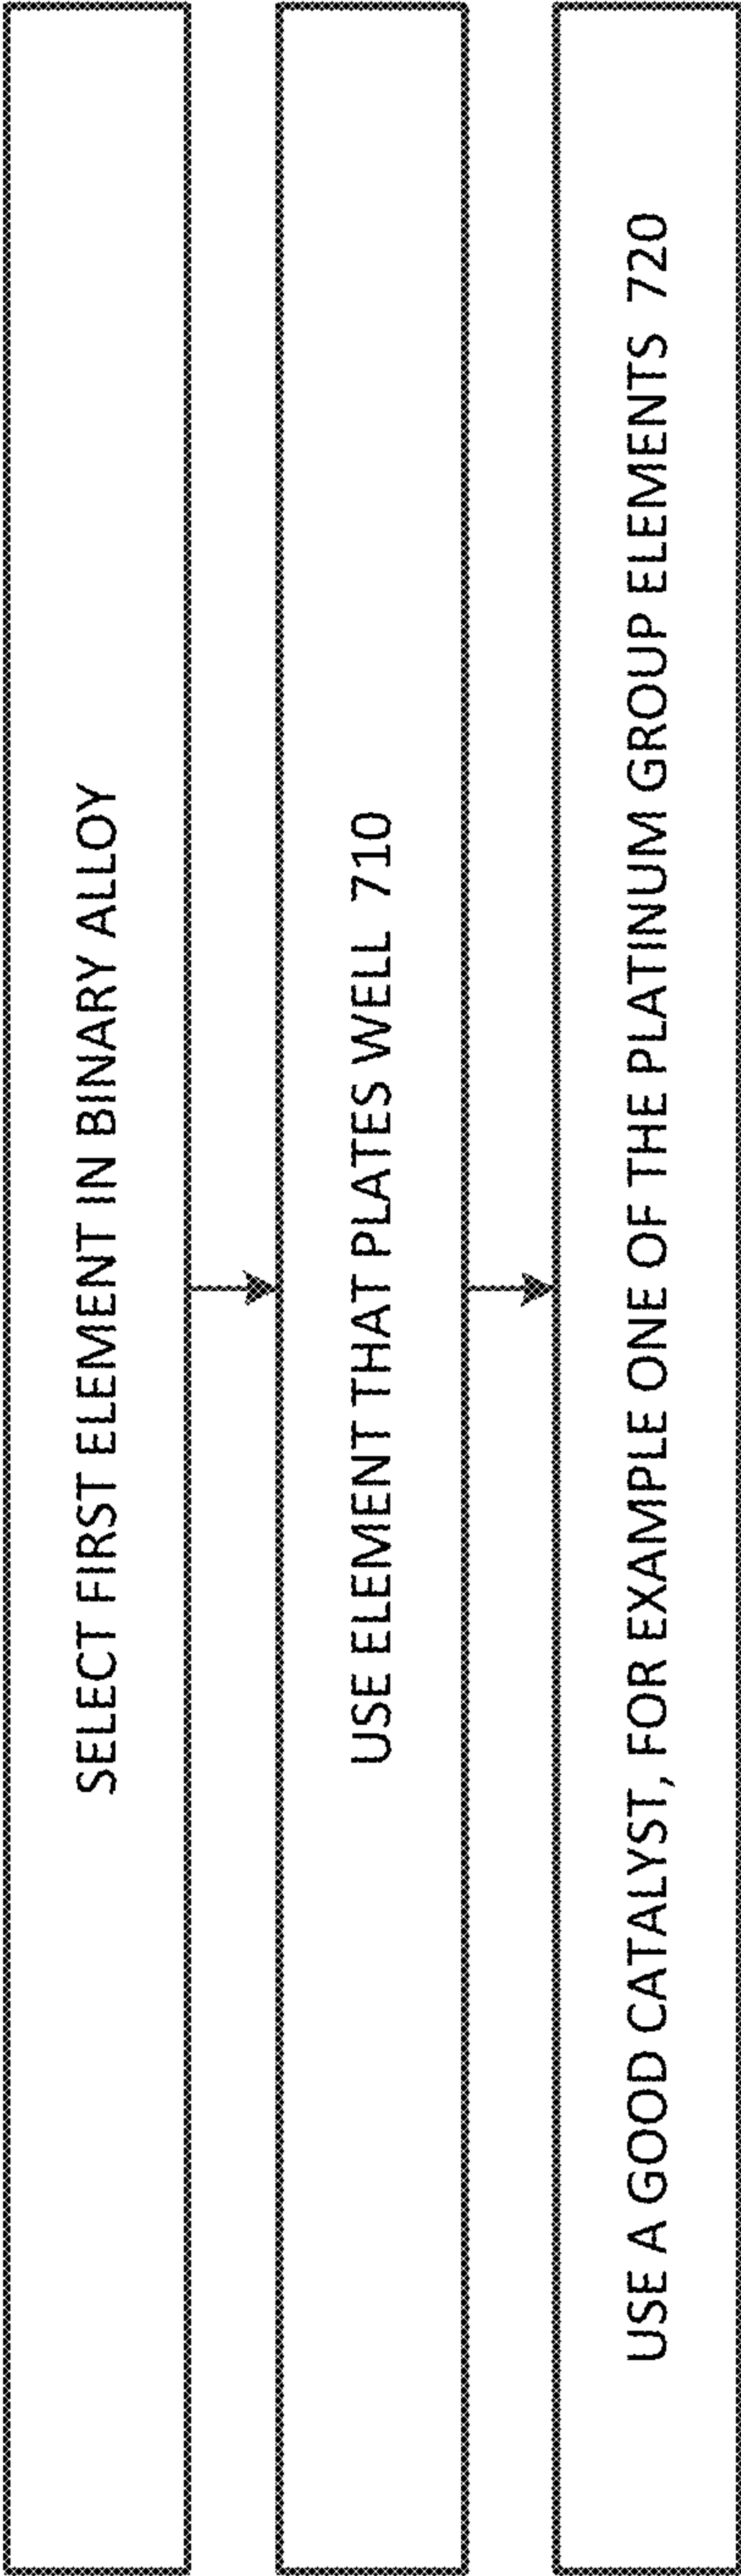 SELECT FIRST ELEMENT IN BINARY ALLOY
USE ELEMENT THAT PLATES WELL 710
USE A GOOD CATALYST, FOR EXAMPLE ONE OF THE PLATINUM GROUP ELEMENTS 720